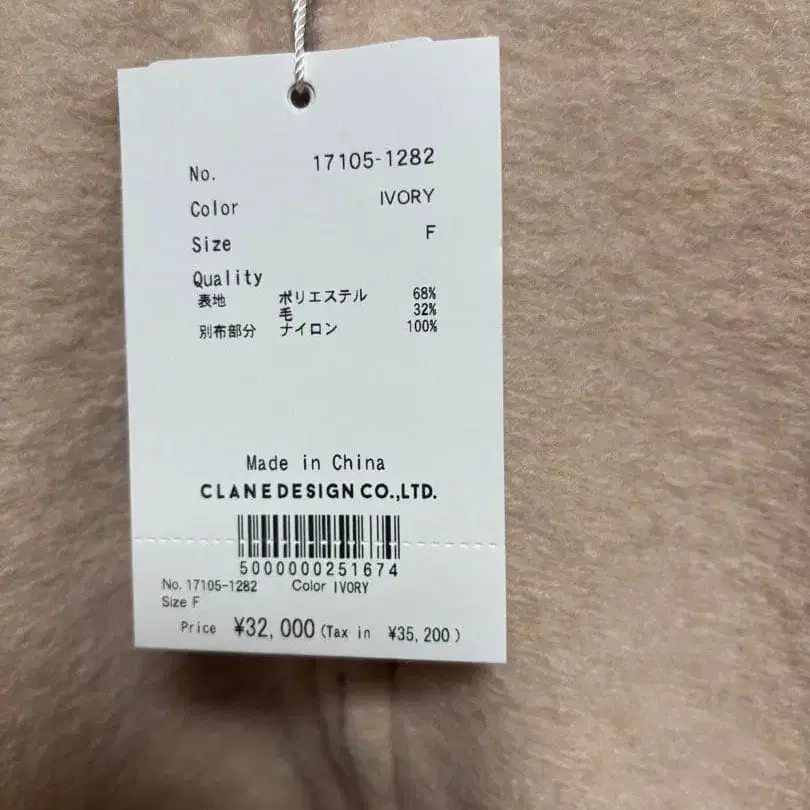 No. 17105-1282
Color IVORY
Size F
Quality
表地 ポリエステル 68%
毛 32%
別布部分 ナイロン 100%
Made in China
CLANEDESIGN CO.,LTD.
5000000251674
No. 17105-1282 Color IVORY
Size F
Price ¥32,000 (Tax in ¥35,200)